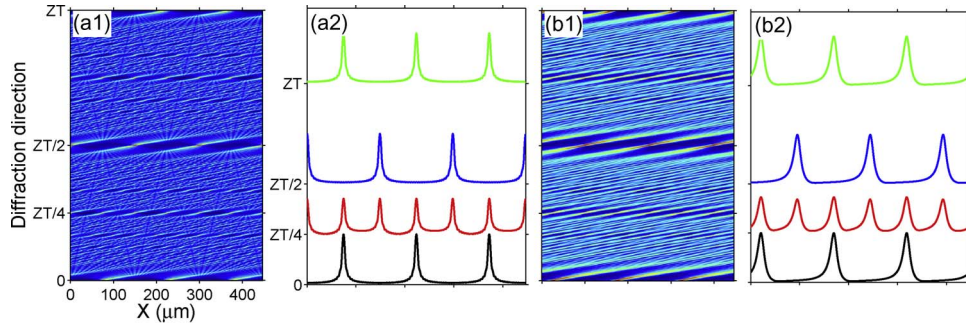 ZT
(a1)
(a2)
(b1)
(b2)
ZT
Diffraction direction
ZT/2
ZT/2
ZT/4
ZT/4
0
0
0 100 200 300 400
X (μm)